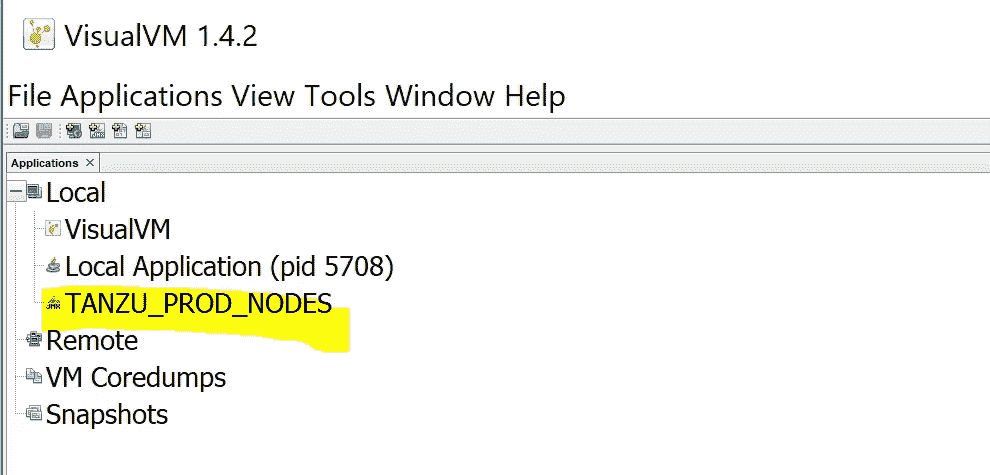 VisualVM 1.4.2
File Applications View Tools Window Help
Applications
Local
VisualVM
Local Application (pid 5708)
JMX TANZU_PROD_NODES
Remote
VM Coredumps
Snapshots